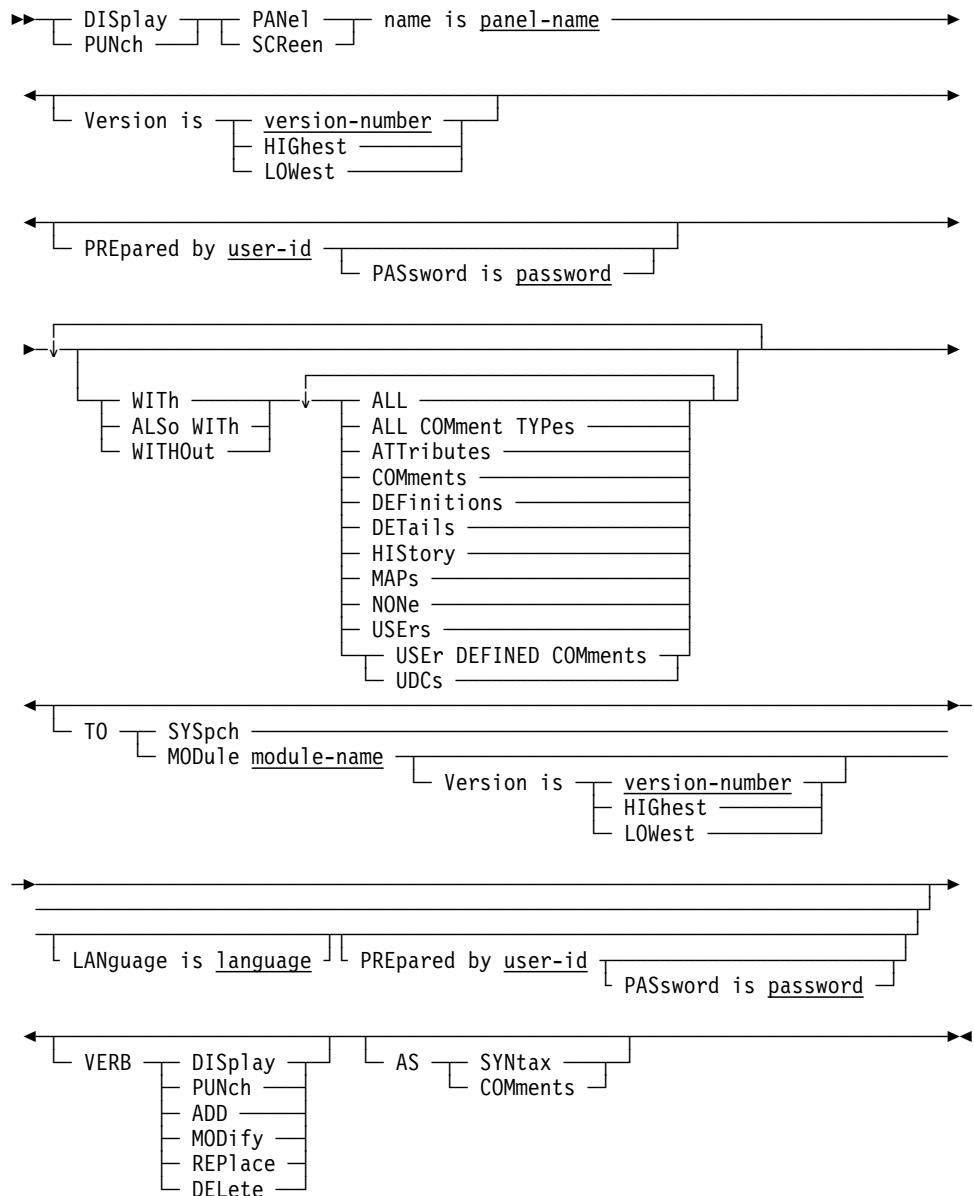 DISplay PANel name is panel-name
PUNch SCReen
Version is version-number
HIGhest
LOWest
PREpared by user-id
PASsword is password
WITh ALL
ALSo WITh ALL COMment TYPes
WITHOut ATTributes
COMments
DEFinitions
DETails
HIStory
MAPs
NONe
USErs
USEr DEFINED COMments
UDCs
TO SYSpch
MODule module-name
Version is version-number
HIGhest
LOWest
LANguage is language PREpared by user-id
PASsword is password
VERB DISplay AS SYNtax
PUNch COMments
ADD
MODify
REPlace
DELete